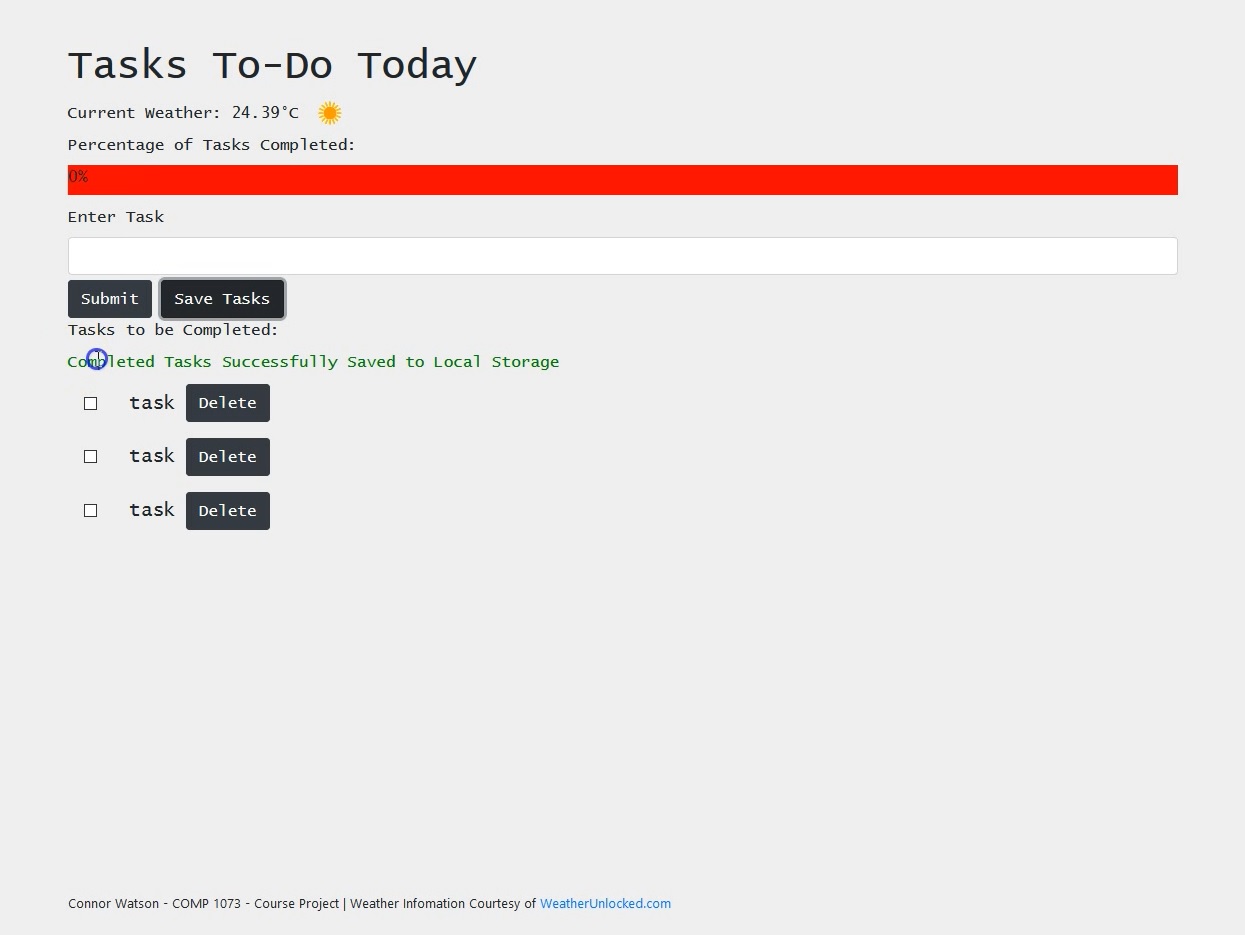 Tasks To-Do Today
Current Weather: 24.39°C
Percentage of Tasks Completed:
0%
Enter Task
Submit Save Tasks
Tasks to be Completed:
Completed Tasks Successfully Saved to Local Storage
task Delete
task Delete
task Delete
Connor Watson - COMP 1073 - Course Project | Weather Infomation Courtesy of WeatherUnlocked.com